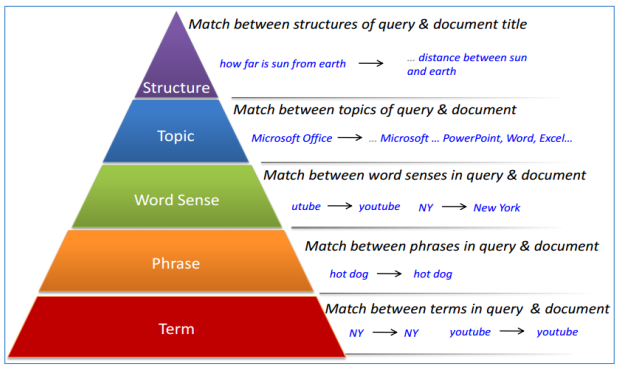 Match between structures of query & document title
how far is sun from earth → ... distance between sun
and earth
Structure
Match between topics of query & document
Topic
Microsoft Office → ... Microsoft ... PowerPoint, Word, Excel...
Match between word senses in query & document
Word Sense
utube → youtube NY → New York
Match between phrases in query & document
Phrase
hot dog → hot dog
Match between terms in query & document
Term
NY → NY youtube → youtube